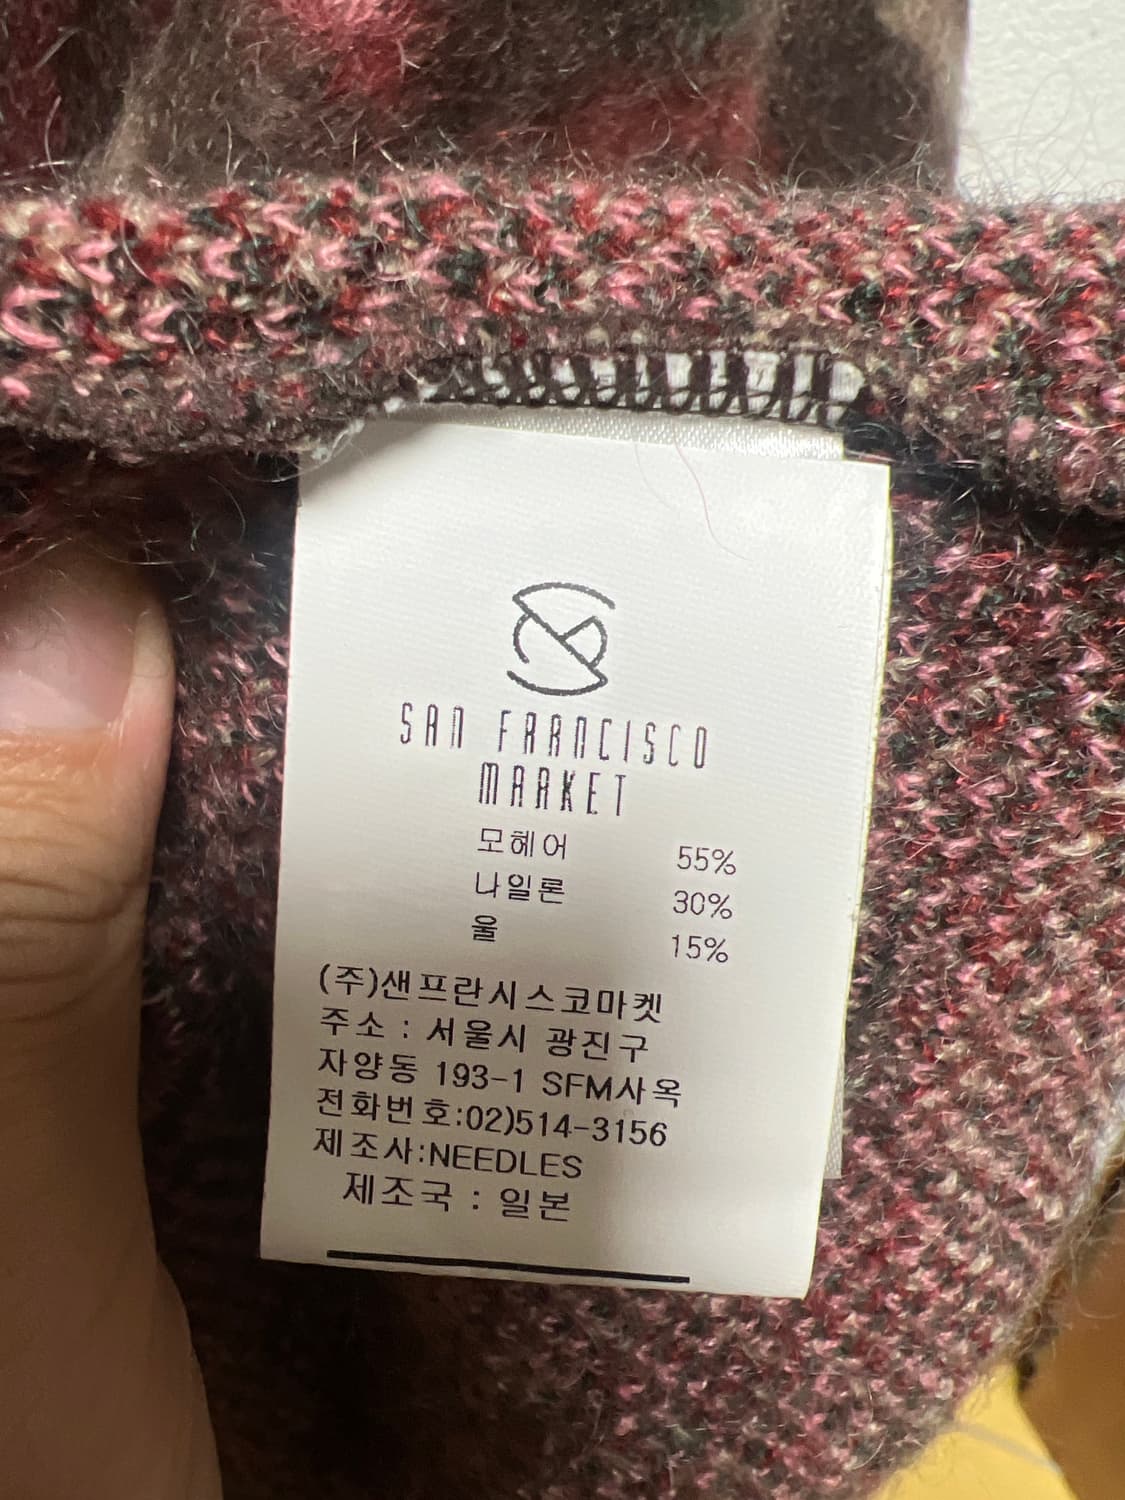 SAN FRANCISCO
MARKET
모헤어 55%
나일론 30%
울 15%
(주)샌프란시스코마켓
주소 : 서울시 광진구
자양동 193-1 SFM사옥
전화번호:02)514-3156
제조사:NEEDLES
제조국 : 일본